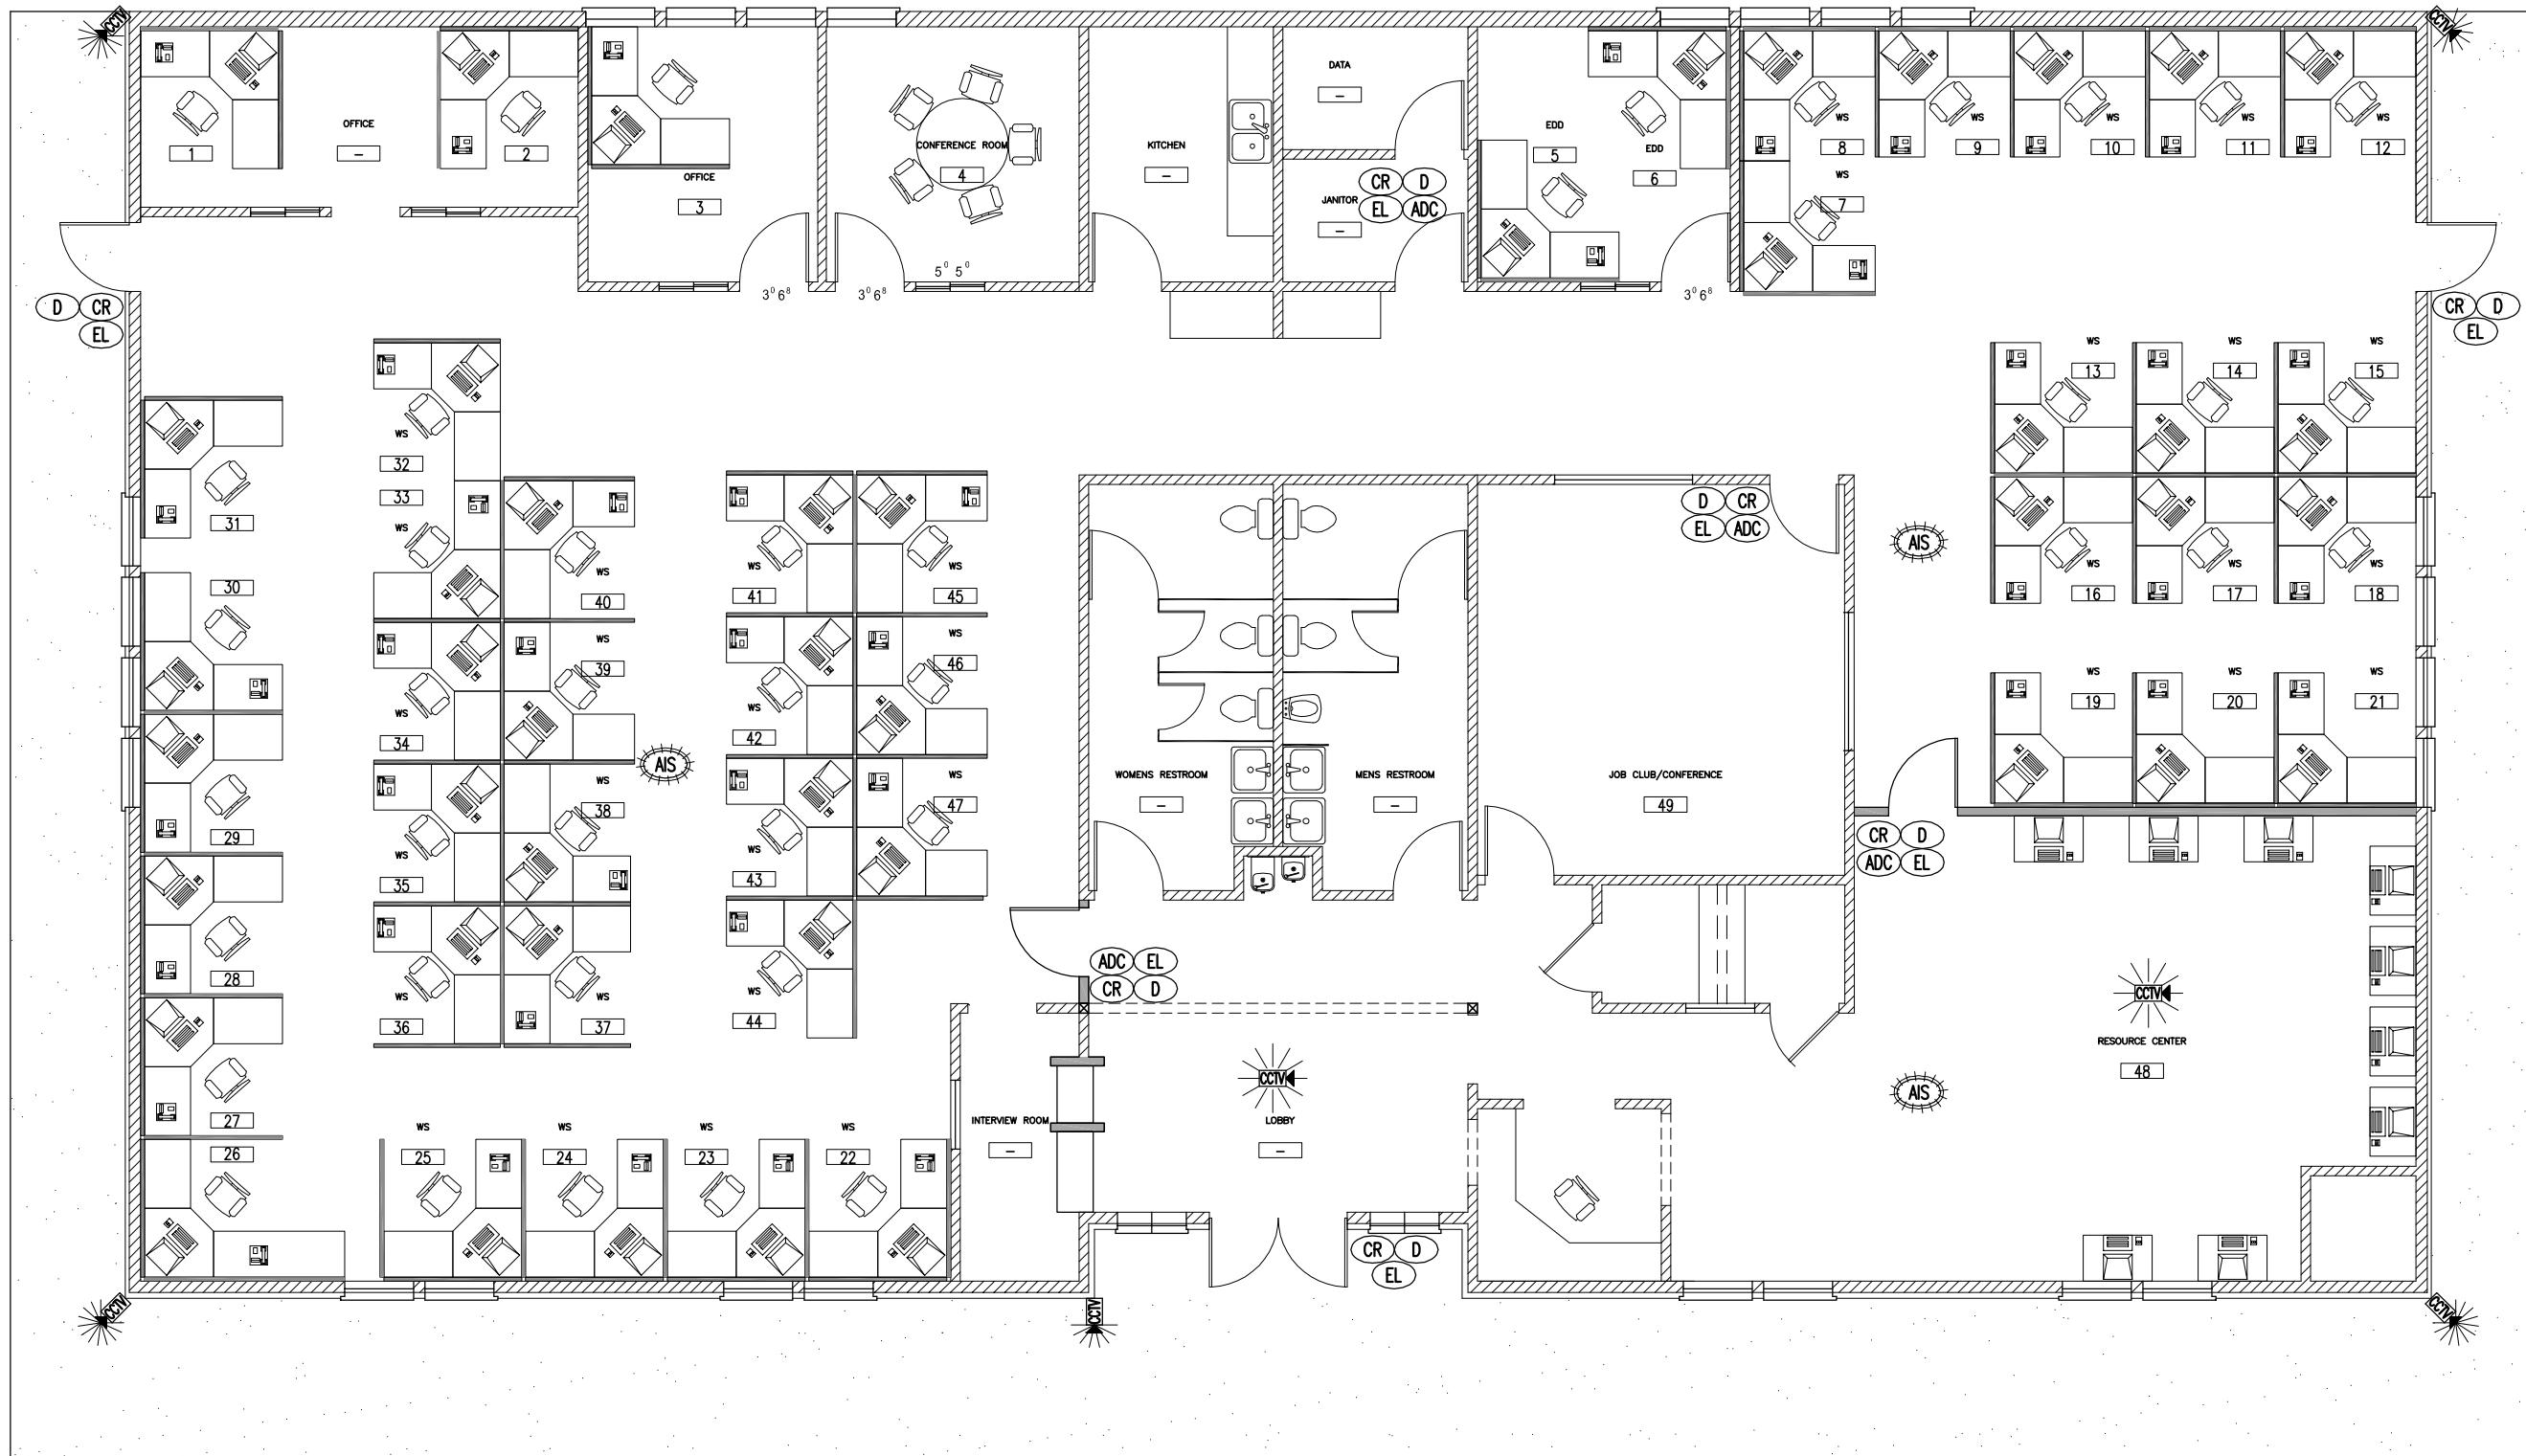 CCTV
CCTV
OFFICE
-
1
2
OFFICE
3
CONFERENCE ROOM
4
KITCHEN
-
DATA
-
JANITOR
-
CR D
EL ADC
EDD
5
EDD
6
WS
7
WS
8
WS
9
WS
10
WS
11
WS
12
3⁰6⁸
3⁰6⁸
5⁰ 5⁰
3⁰6⁸
D CR
EL
CR D
EL
WS
13
WS
14
WS
15
WS
16
WS
17
WS
18
WS
19
WS
20
WS
21
31
30
29
28
27
26
WS
32
33
WS
WS
34
WS
35
WS
36
WS
40
WS
39
WS
38
WS
37
AIS
WS
41
WS
42
WS
43
WS
44
WS
45
WS
46
WS
47
WOMENS RESTROOM
-
MENS RESTROOM
-
D CR
EL ADC
JOB CLUB/CONFERENCE
49
AIS
CR D
ADC EL
ADC EL
CR D
CCTV
RESOURCE CENTER
48
AIS
CCTV
LOBBY
-
INTERVIEW ROOM
-
WS
25
WS
24
WS
23
WS
22
CR D
EL
CCTV
CCTV
CCTV